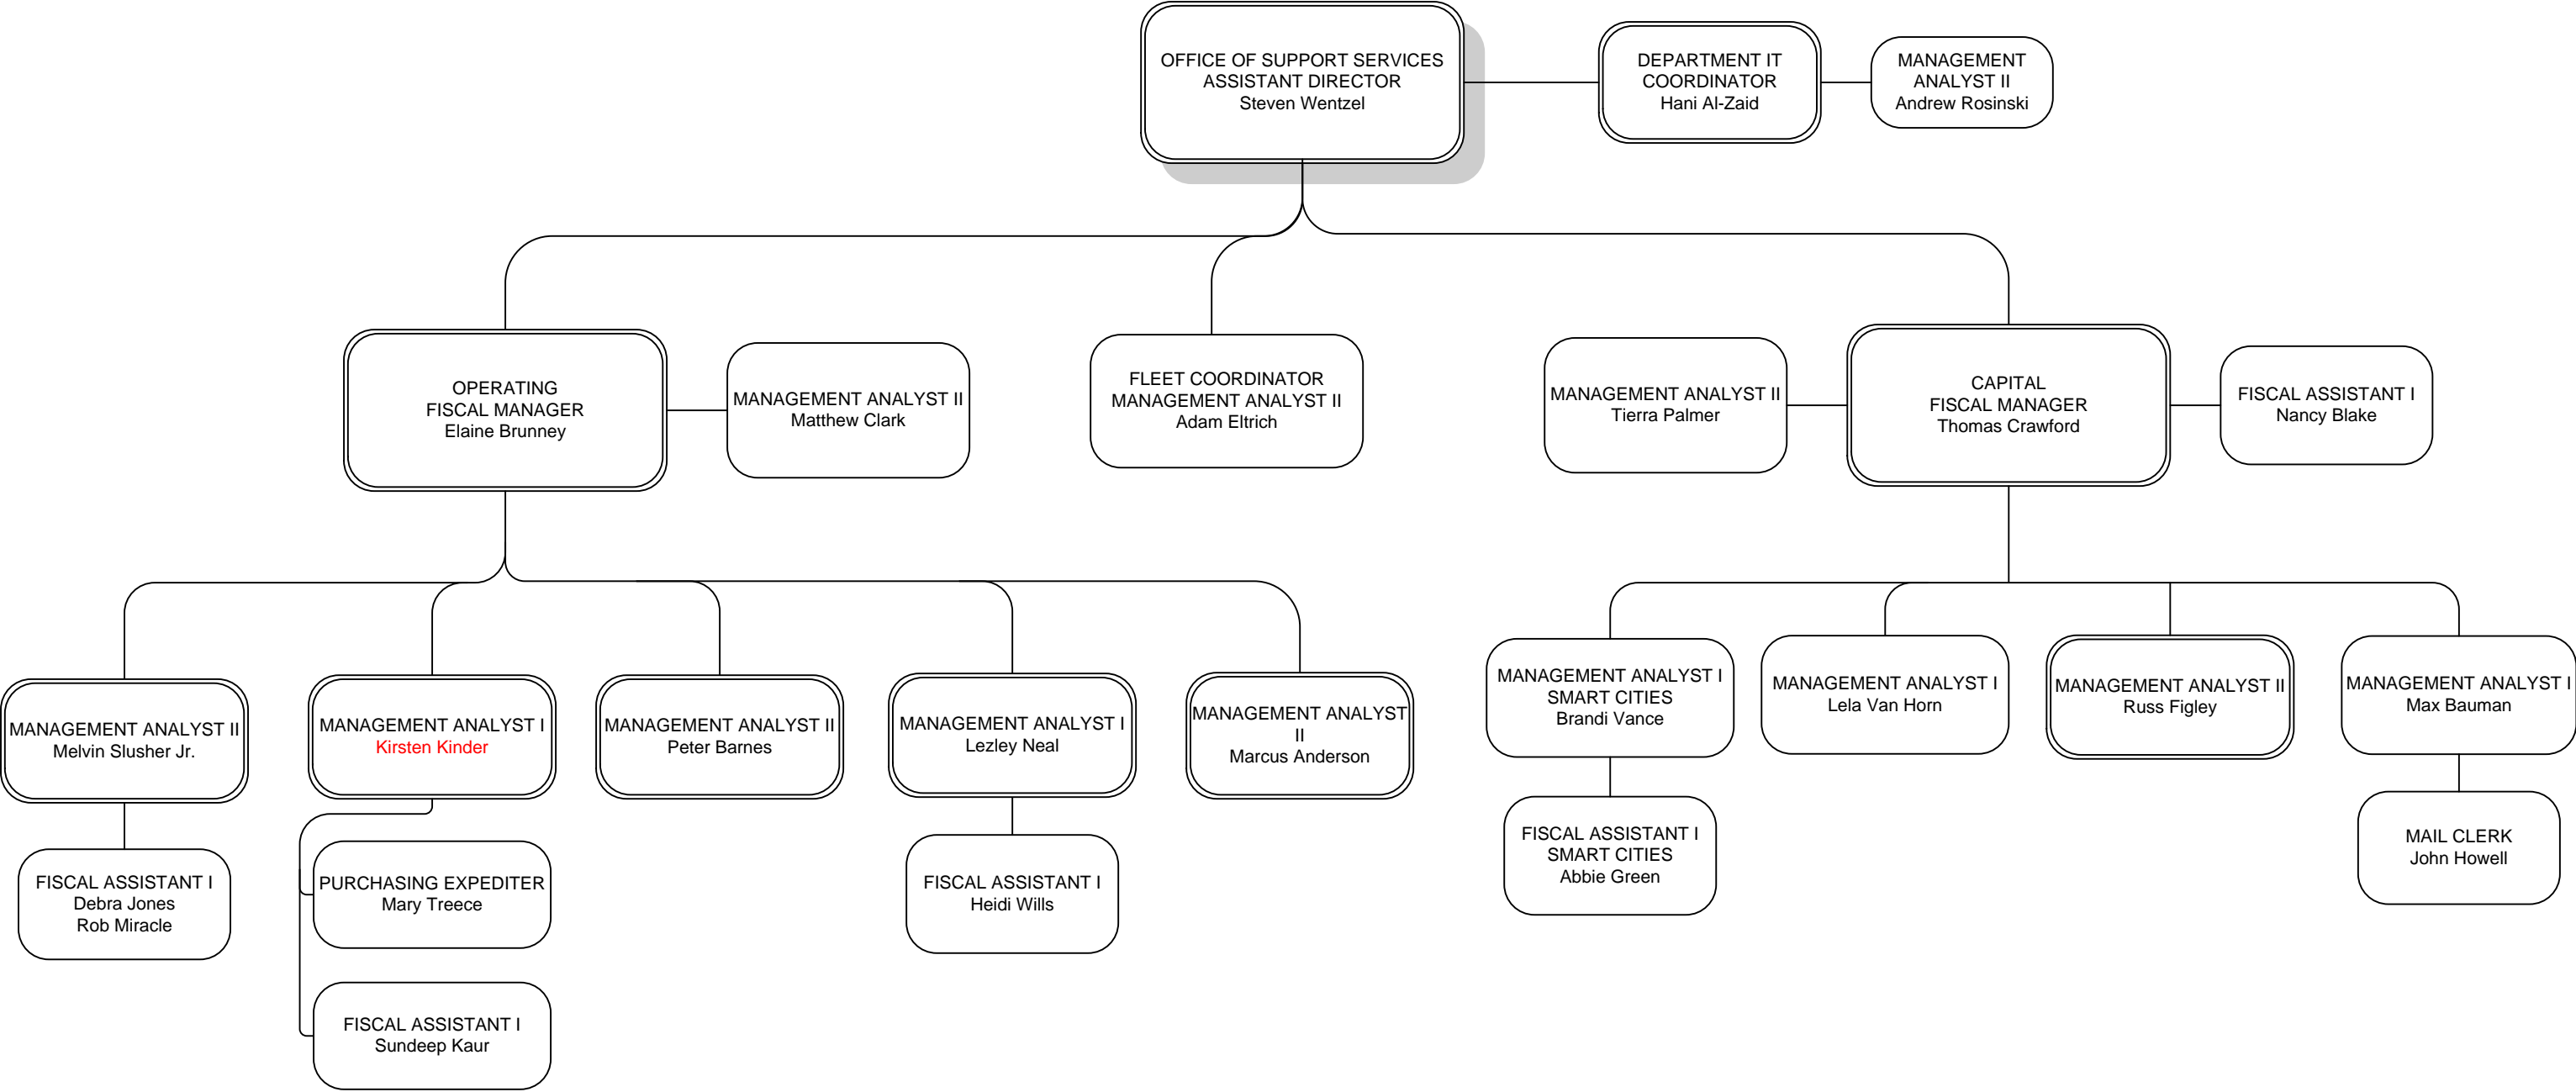 OFFICE OF SUPPORT SERVICES
ASSISTANT DIRECTOR
Steven Wentzel
DEPARTMENT IT
COORDINATOR
Hani Al-Zaid
MANAGEMENT
ANALYST II
Andrew Rosinski
OPERATING
FISCAL MANAGER
Elaine Brunney
MANAGEMENT ANALYST II
Matthew Clark
FLEET COORDINATOR
MANAGEMENT ANALYST II
Adam Eltrich
MANAGEMENT ANALYST II
Tierra Palmer
CAPITAL
FISCAL MANAGER
Thomas Crawford
FISCAL ASSISTANT I
Nancy Blake
MANAGEMENT ANALYST II
Melvin Slusher Jr.
MANAGEMENT ANALYST I
Kirsten Kinder
MANAGEMENT ANALYST II
Peter Barnes
MANAGEMENT ANALYST I
Lezley Neal
MANAGEMENT ANALYST
II
Marcus Anderson
MANAGEMENT ANALYST I
SMART CITIES
Brandi Vance
MANAGEMENT ANALYST I
Lela Van Horn
MANAGEMENT ANALYST II
Russ Figley
MANAGEMENT ANALYST I
Max Bauman
FISCAL ASSISTANT I
Debra Jones
Rob Miracle
PURCHASING EXPEDITER
Mary Treece
FISCAL ASSISTANT I
Heidi Wills
FISCAL ASSISTANT I
SMART CITIES
Abbie Green
MAIL CLERK
John Howell
FISCAL ASSISTANT I
Sundeep Kaur